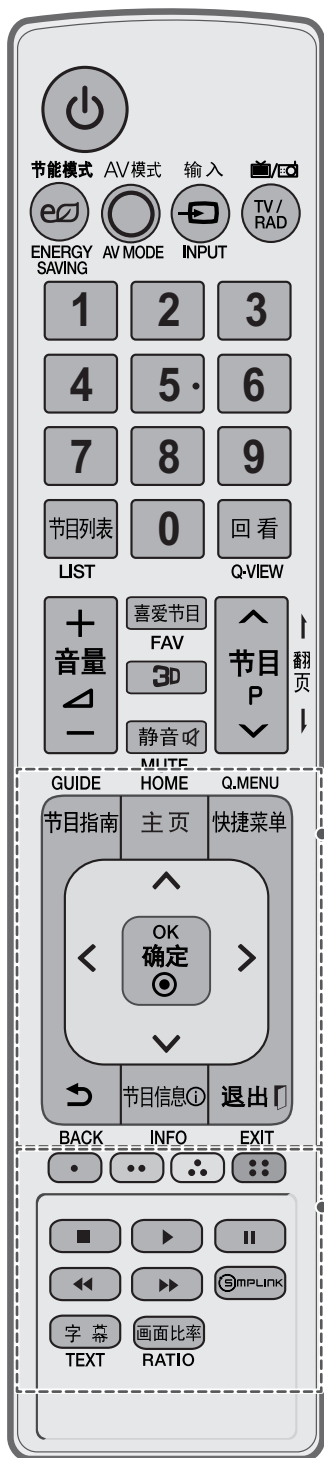 节能模式 AV模式 输入
TV/
RAD
ENERGY
SAVING
AV MODE INPUT
1 2 3
4 5 6
7 8 9
节目列表 0 回看
LIST Q-VIEW
+
音量
-
喜爱节目
FAV
3D
静音
MUTE
节目
P
翻
页
GUIDE HOME Q.MENU
节目指南 主页 快捷菜单
OK
确定
节目信息 退出
BACK INFO EXIT
SIMPLINK
字幕 画面比率
TEXT RATIO